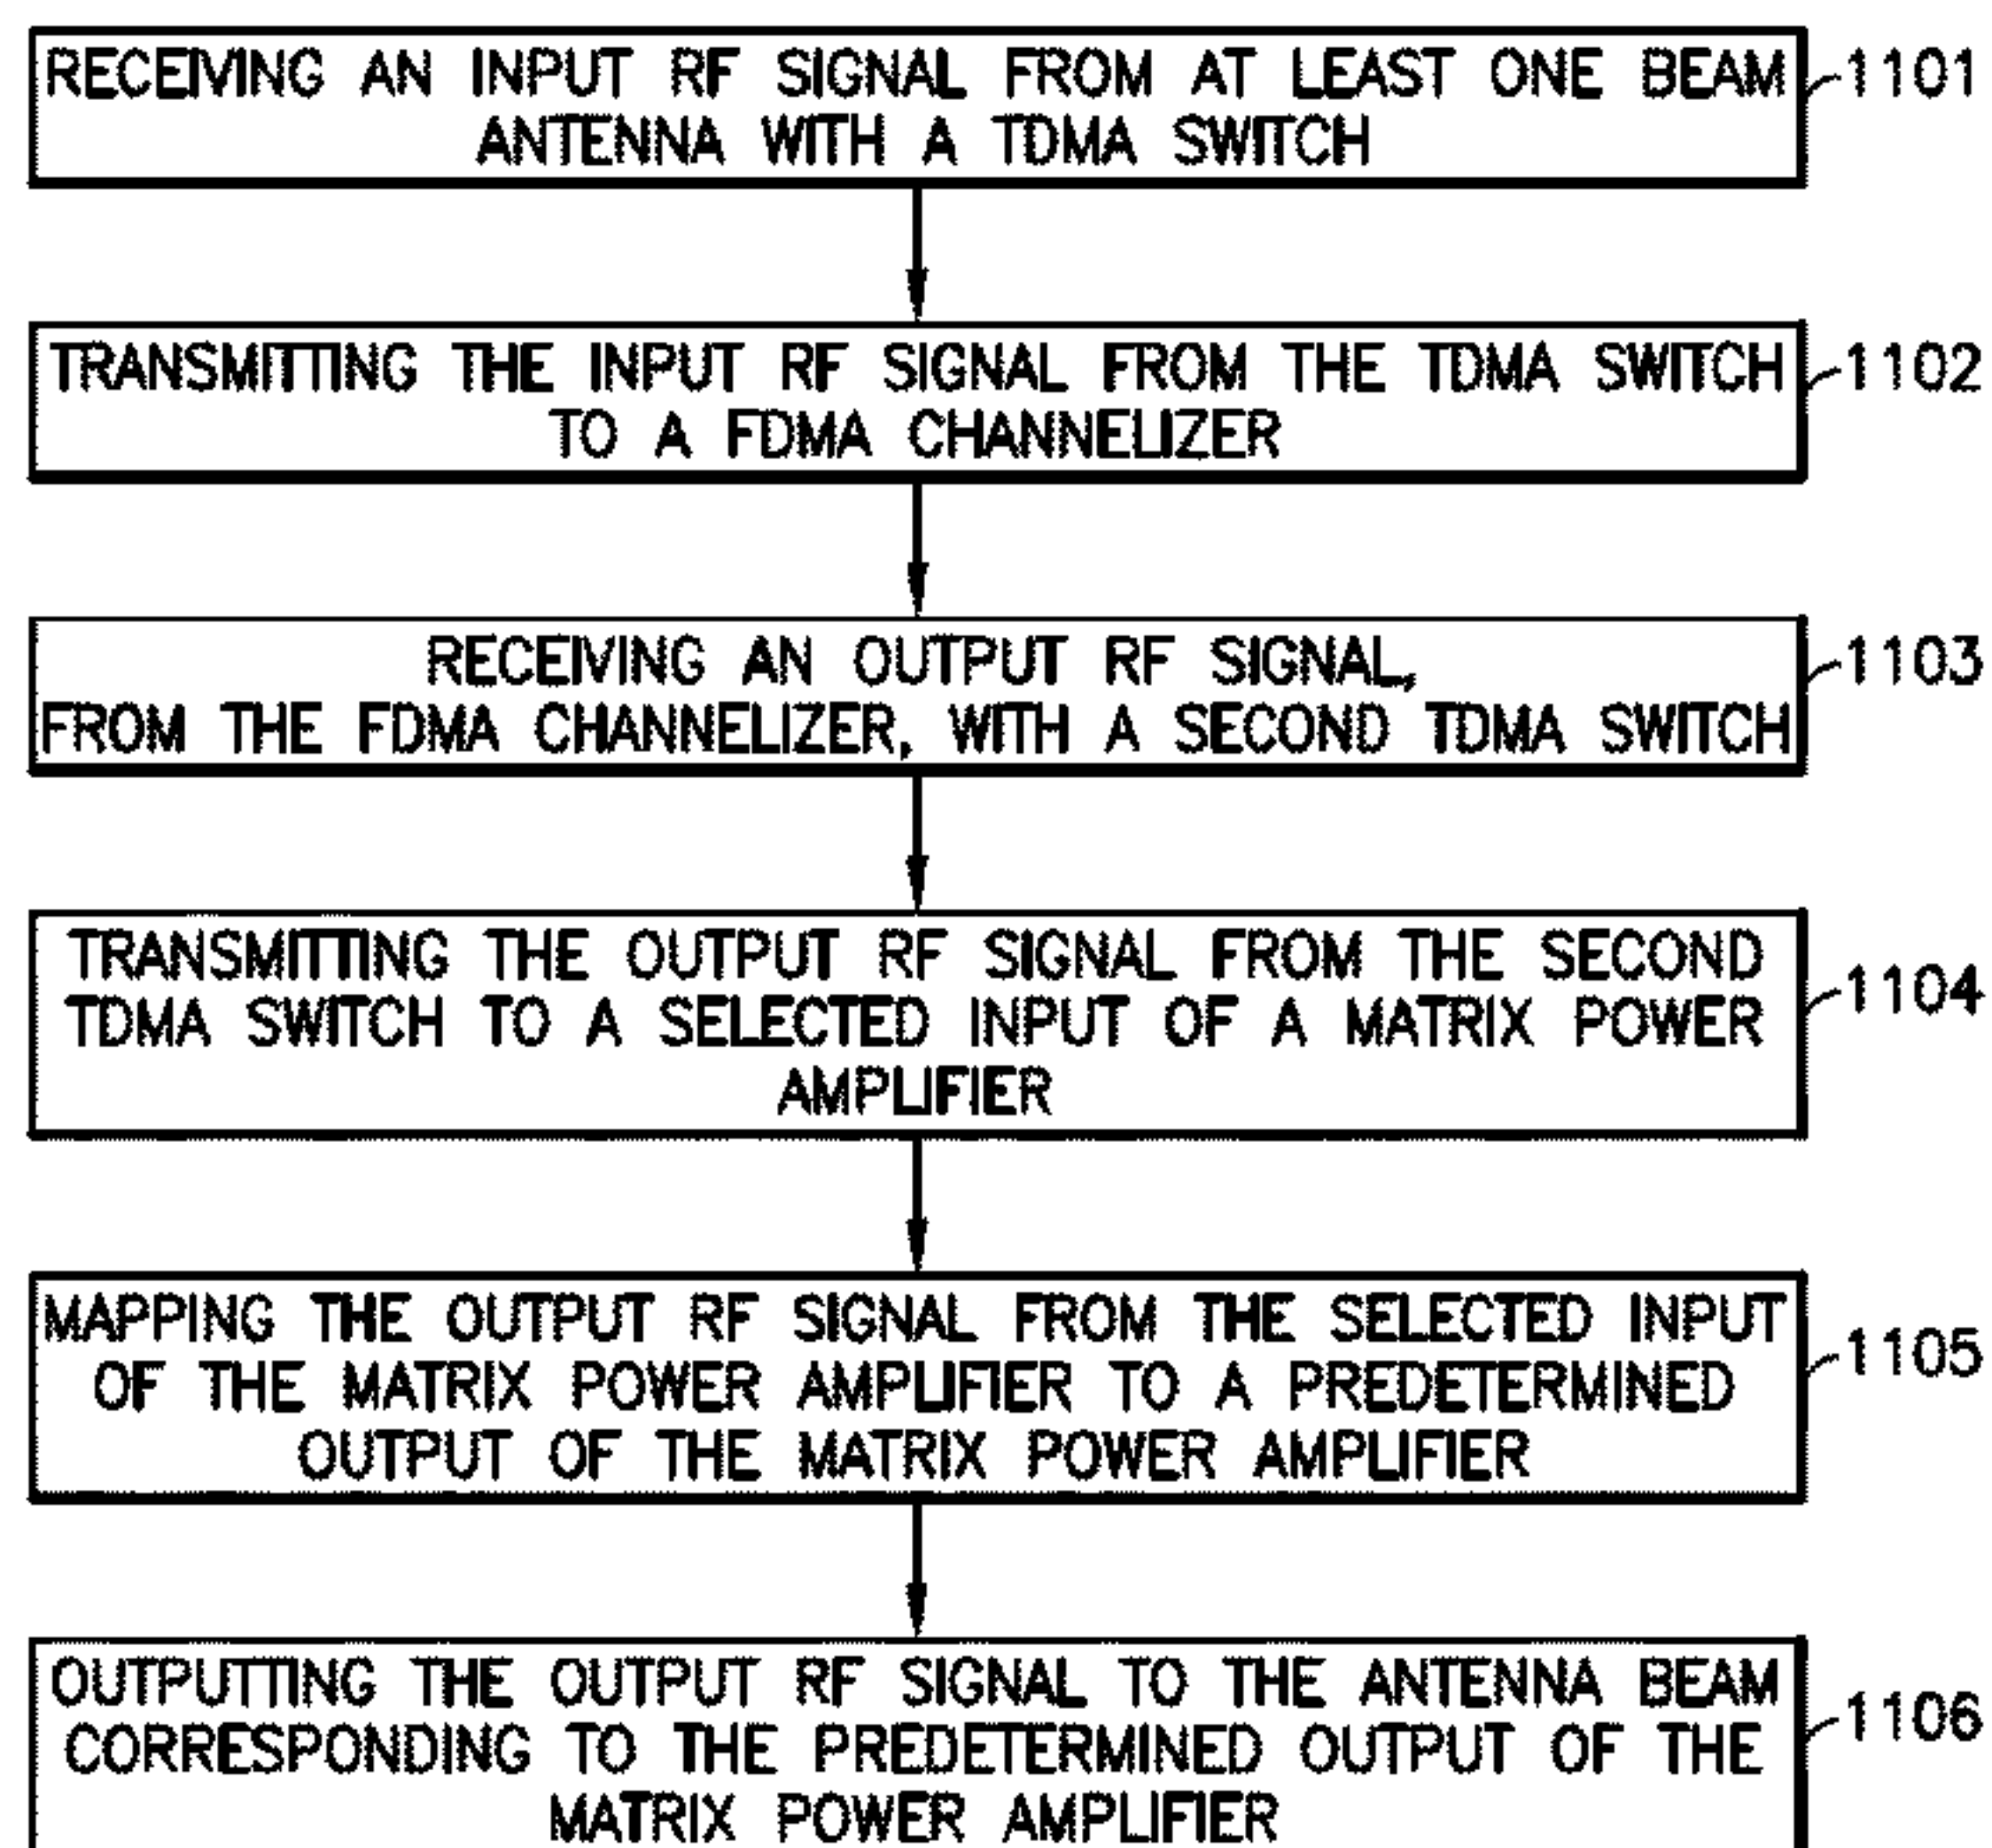 RECEIVING AN INPUT RF SIGNAL FROM AT LEAST ONE BEAM
ANTENNA WITH A TDMA SWITCH
1101
TRANSMITTING THE INPUT RF SIGNAL FROM THE TDMA SWITCH
TO A FDMA CHANNELIZER
1102
RECEIVING AN OUTPUT RF SIGNAL,
FROM THE FDMA CHANNELIZER, WITH A SECOND TDMA SWITCH
1103
TRANSMITTING THE OUTPUT RF SIGNAL FROM THE SECOND
TDMA SWITCH TO A SELECTED INPUT OF A MATRIX POWER
AMPLIFIER
1104
MAPPING THE OUTPUT RF SIGNAL FROM THE SELECTED INPUT
OF THE MATRIX POWER AMPLIFIER TO A PREDETERMINED
OUTPUT OF THE MATRIX POWER AMPLIFIER
1105
OUTPUTTING THE OUTPUT RF SIGNAL TO THE ANTENNA BEAM
CORRESPONDING TO THE PREDETERMINED OUTPUT OF THE
MATRIX POWER AMPLIFIER
1106